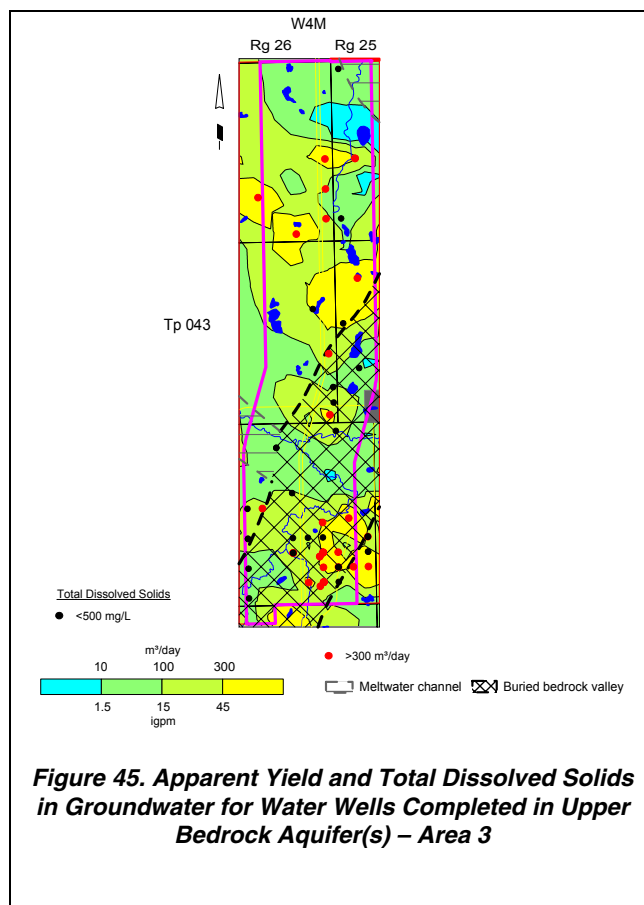 W4M
Rg 26 Rg 25
Tp 043
Total Dissolved Solids
<500 mg/L
m³/day
10 100 300
1.5 15 45
igpm
>300 m³/day
Meltwater channel Buried bedrock valley
Figure 45. Apparent Yield and Total Dissolved Solids
in Groundwater for Water Wells Completed in Upper
Bedrock Aquifer(s) – Area 3